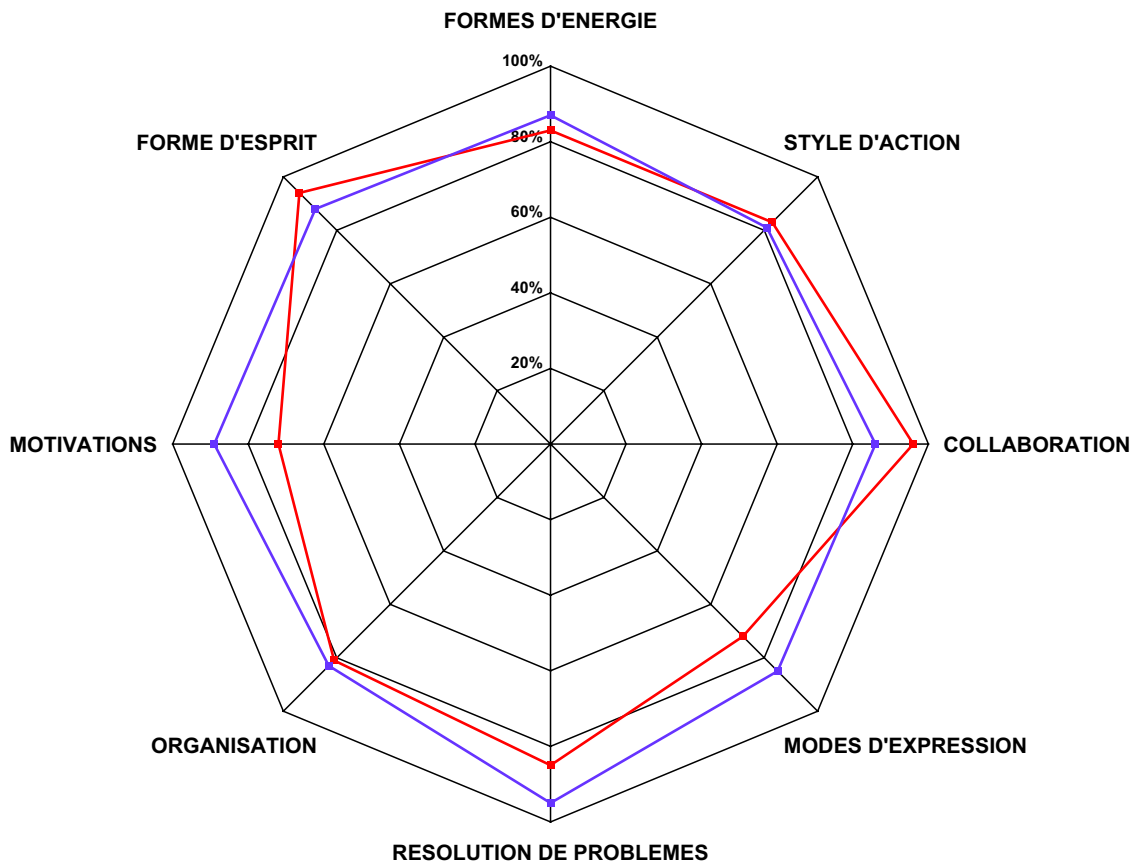 FORMES D'ENERGIE
100%
FORME D'ESPRIT
80%
STYLE D'ACTION
60%
40%
20%
MOTIVATIONS
COLLABORATION
ORGANISATION
MODES D'EXPRESSION
RESOLUTION DE PROBLEMES